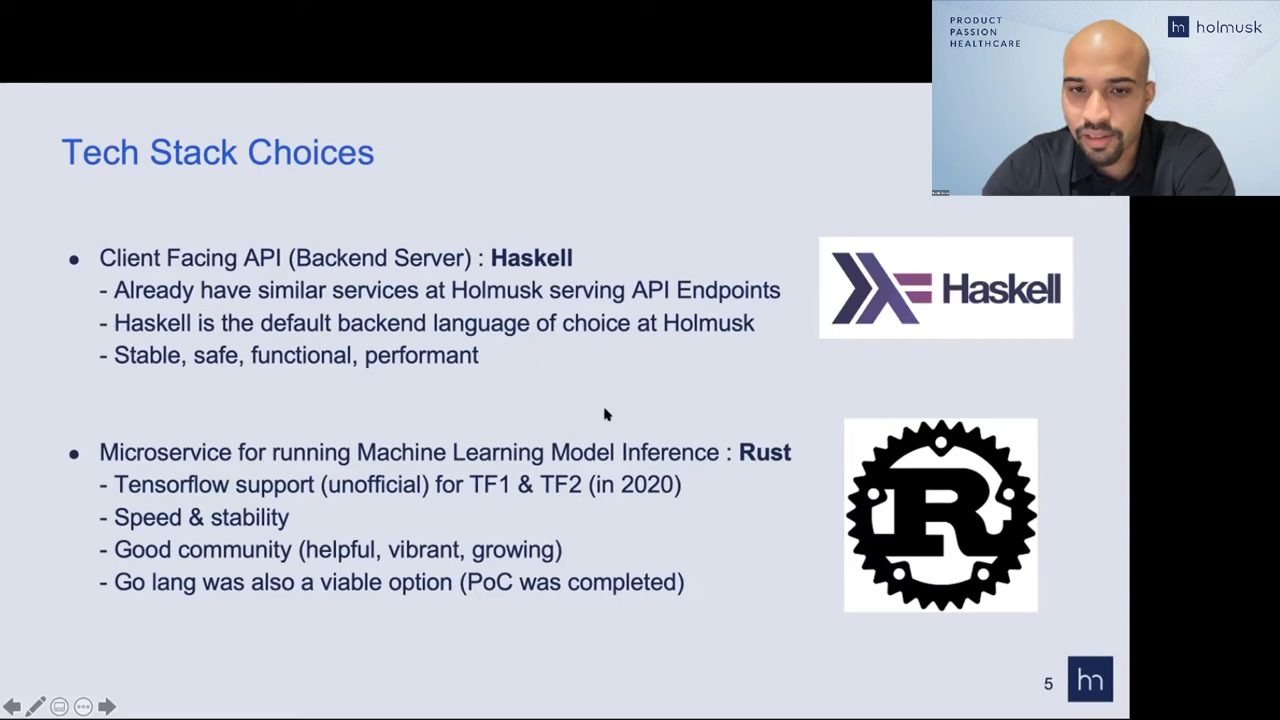 PRODUCT
PASSION
HEALTHCARE
hm holmusk
Tech Stack Choices
● Client Facing API (Backend Server) : Haskell
- Already have similar services at Holmusk serving API Endpoints
- Haskell is the default backend language of choice at Holmusk
- Stable, safe, functional, performant
Haskell
● Microservice for running Machine Learning Model Inference : Rust
- Tensorflow support (unofficial) for TF1 & TF2 (in 2020)
- Speed & stability
- Good community (helpful, vibrant, growing)
- Go lang was also a viable option (PoC was completed)
R
5
hm